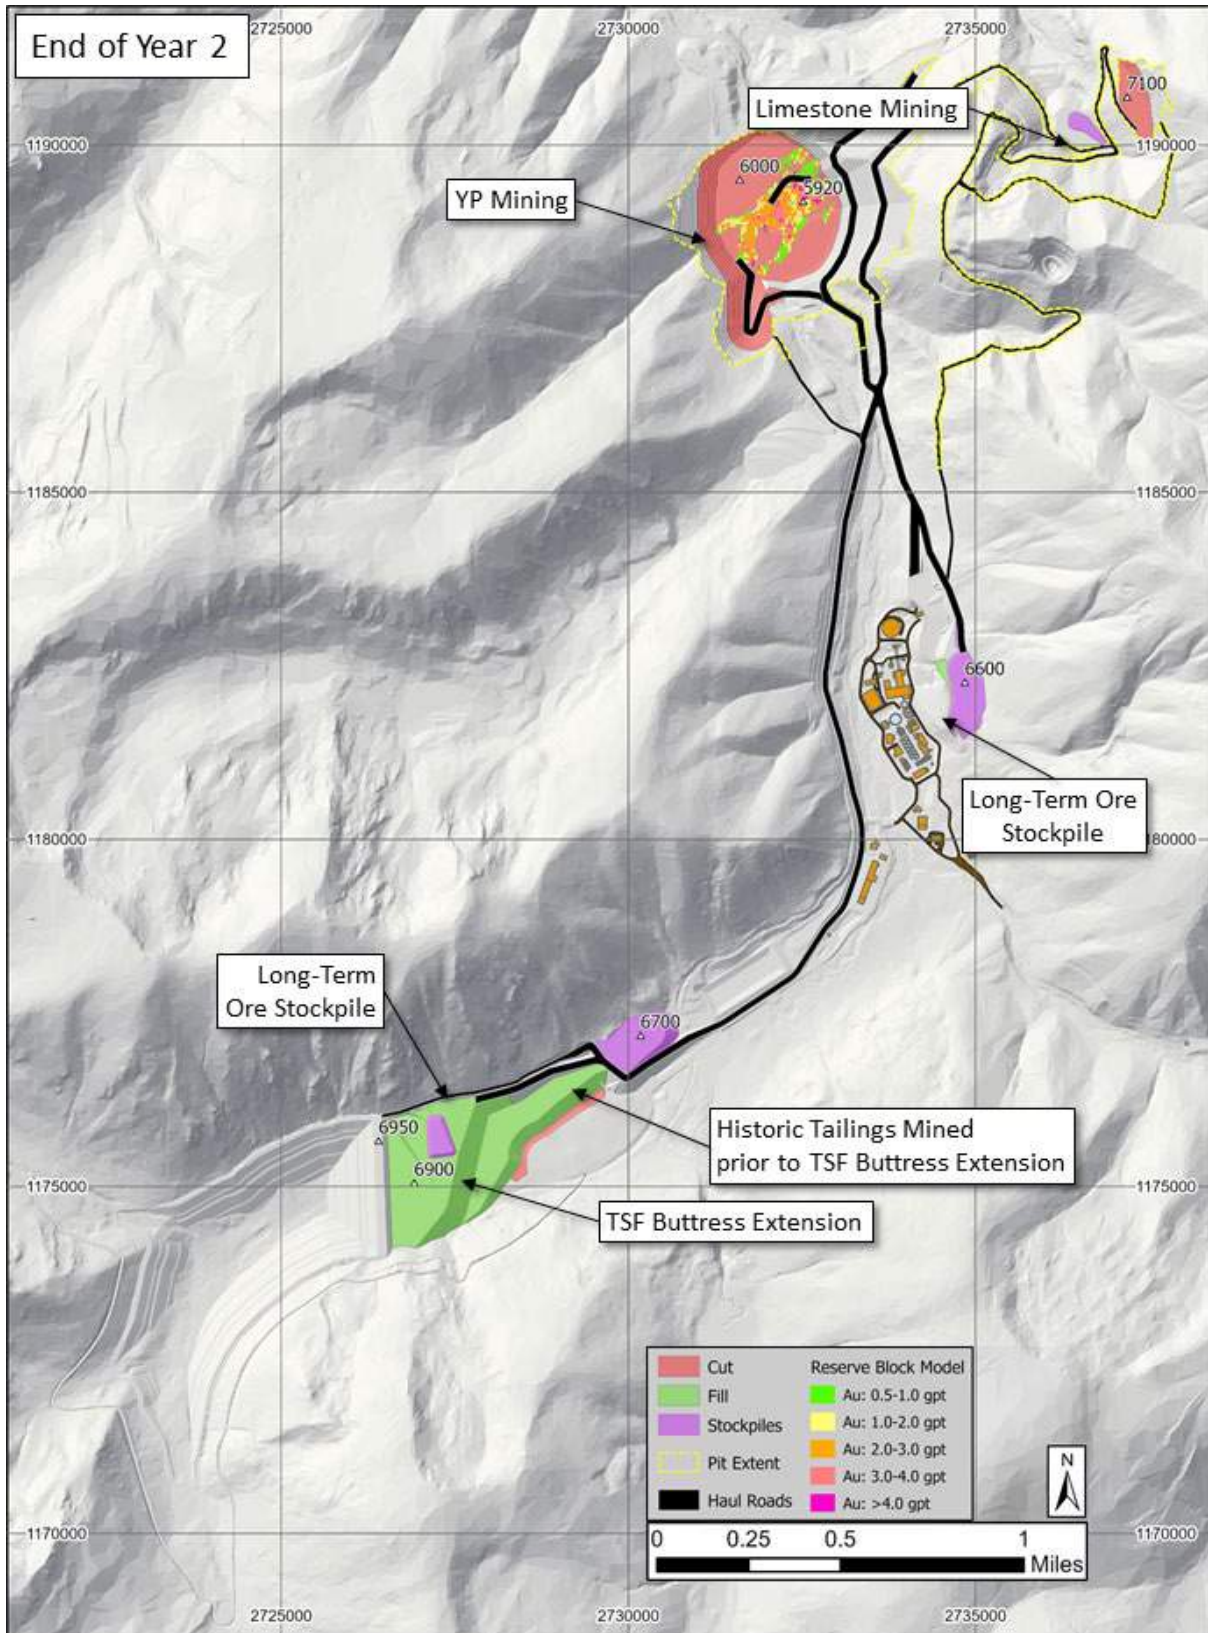 End of Year 2
2725000
2730000
2735000
7100
Limestone Mining
1190000
1190000
6000
5920
YP Mining
1185000
1185000
6600
Long-Term Ore
Stockpile
1180000
1180000
Long-Term
Ore Stockpile
6700
Historic Tailings Mined
prior to TSF Buttress Extension
6950
6900
1175000
1175000
TSF Buttress Extension
Cut
Fill
Stockpiles
Pit Extent
Haul Roads
Reserve Block Model
Au: 0.5-1.0 gpt
Au: 1.0-2.0 gpt
Au: 2.0-3.0 gpt
Au: 3.0-4.0 gpt
Au: >4.0 gpt
N
1170000
1170000
0 0.25 0.5 1
Miles
2725000
2730000
2735000